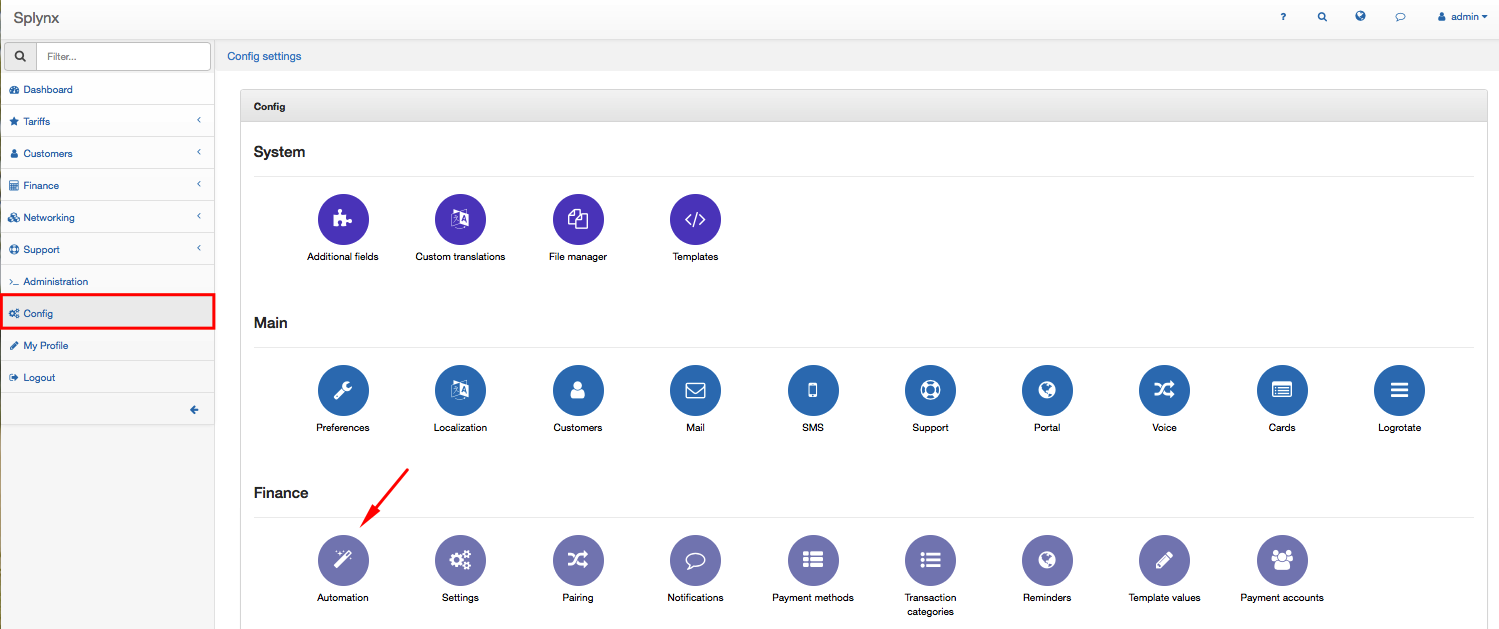 Splynx
? admin
Filter...
Config settings
Dashboard
Tariffs
Customers
Finance
Networking
Support
Administration
Config
My Profile
Logout
Config
System
Additional fields Custom translations File manager Templates
Main
Preferences Localization Customers Mail SMS Support Portal Voice Cards Logrotate
Finance
Automation Settings Pairing Notifications Payment methods Transaction categories Reminders Template values Payment accounts